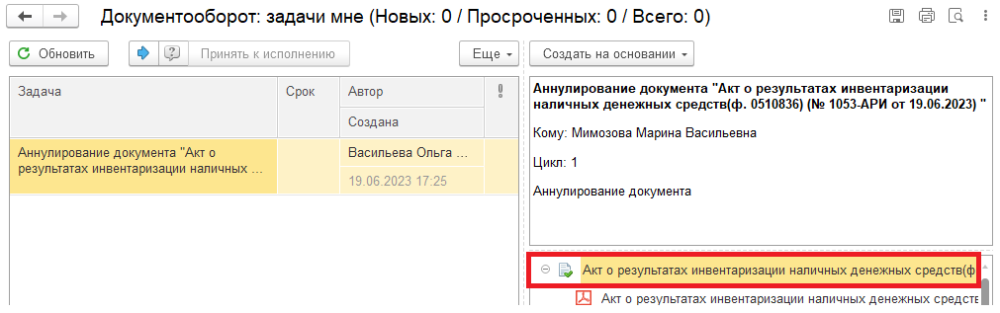 Документооборот: задачи мне (Новых: 0 / Просроченных: 0 / Всего: 0)
Обновить
Принять к исполнению
Еще
Создать на основании
Задача
Срок
Автор
Создана
Аннулирование документа "Акт о
результатах инвентаризации наличных ...
Васильева Ольга ...
19.06.2023 17:25
Аннулирование документа "Акт о результатах инвентаризации
наличных денежных средств(ф. 0510836) (№ 1053-АРИ от 19.06.2023) "
Кому: Мимозова Марина Васильевна
Цикл: 1
Аннулирование документа
Акт о результатах инвентаризации наличных денежных средств(ф.
Акт о результатах инвентаризации наличных денежных средств